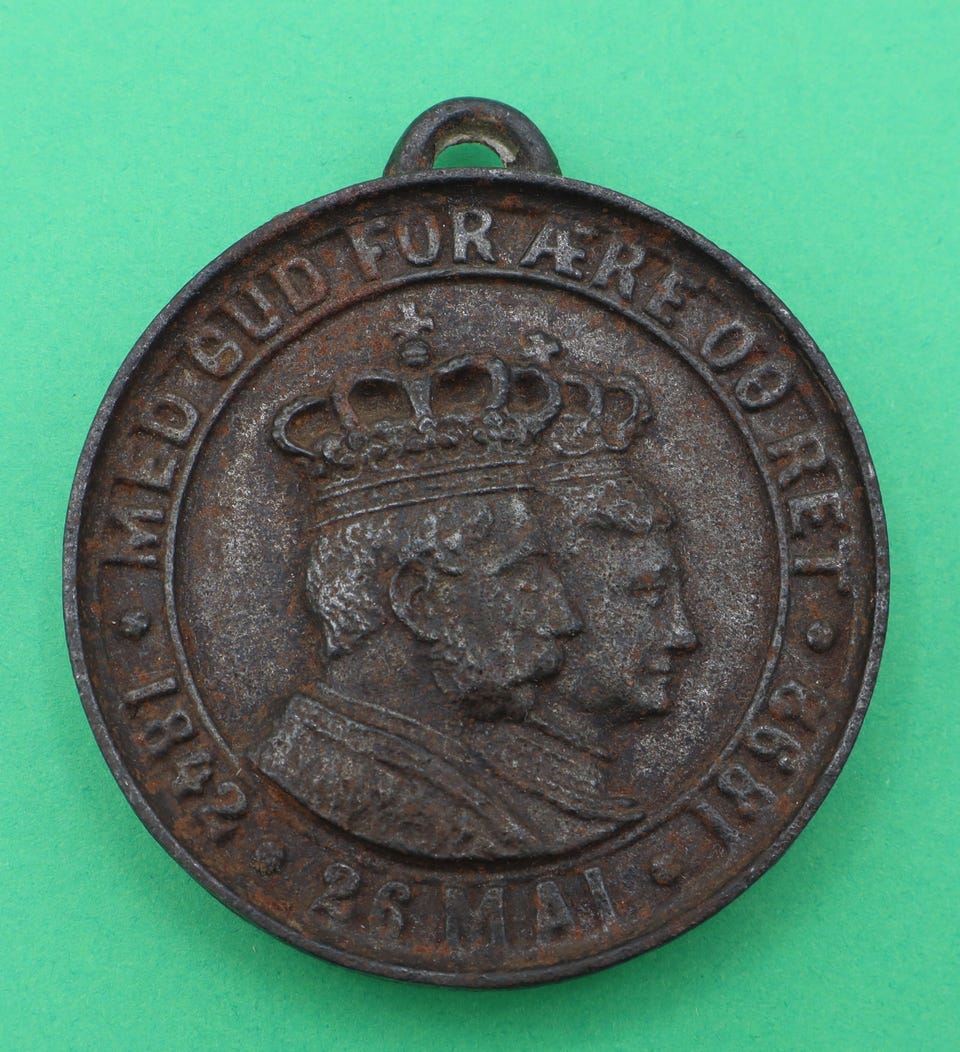 • MED GUD FOR ÆRE OG RET •
1842 • 26 MAI • 1892